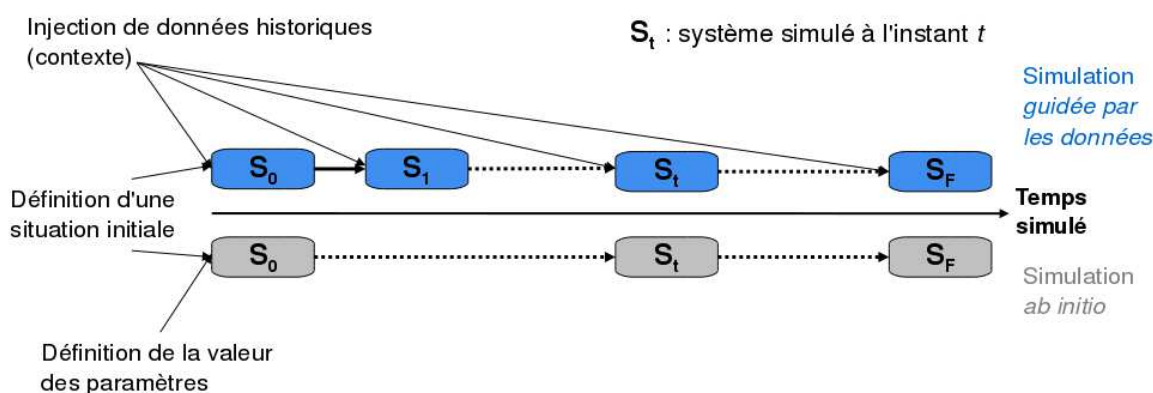 Injection de données historiques
(contexte)
S_t : système simulé à l'instant t
Simulation
guidée par
les données
S_0
S_1
S_t
S_F
Définition d'une
situation initiale
Temps
simulé
S_0
S_t
S_F
Simulation
ab initio
Définition de la valeur
des paramètres